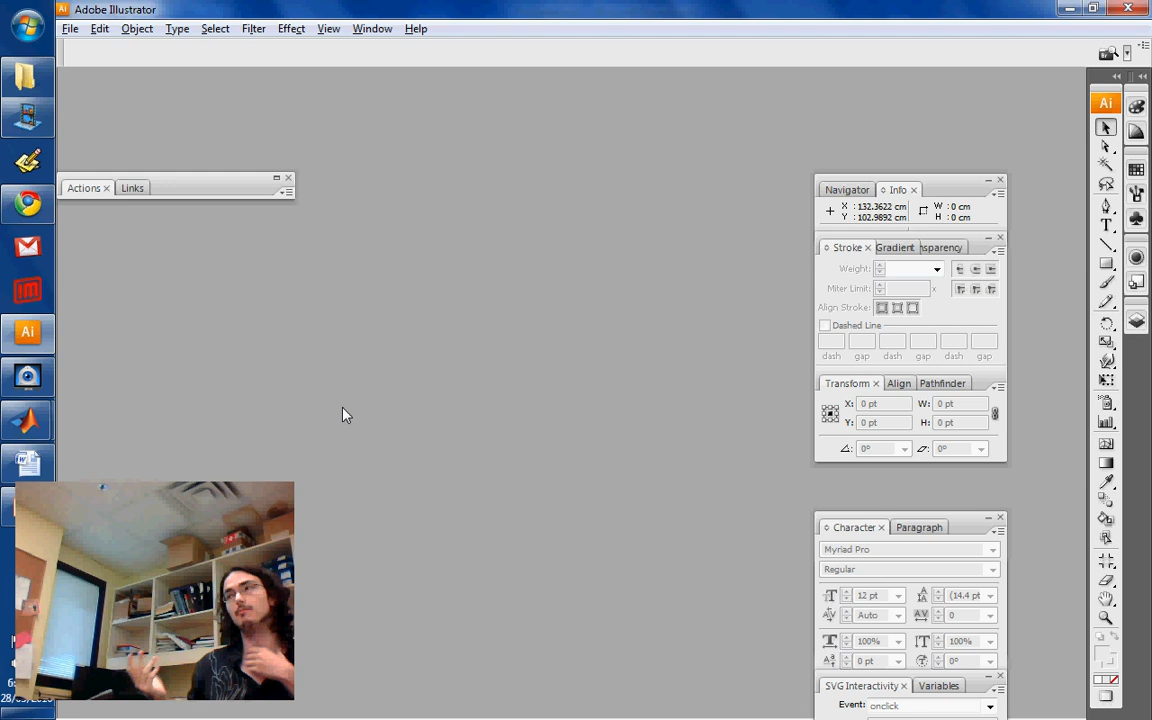 Ai Adobe Illustrator
File Edit Object Type Select Filter Effect View Window Help
Actions × Links
Navigator Info ×
X : 132.3622 cm W : 0 cm
Y : 102.9892 cm H : 0 cm
Stroke × Gradient nsparency
Weight:
Miter Limit: x
Align Stroke:
Dashed Line
dash gap dash gap dash gap
Transform × Align Pathfinder
X: 0 pt W: 0 pt
Y: 0 pt H: 0 pt
0° 0°
Character × Paragraph
Myriad Pro
Regular
12 pt (14.4 pt
Auto 0
100% 100%
0 pt 0°
SVG Interactivity × Variables
Event: onclick
Ai
Ai